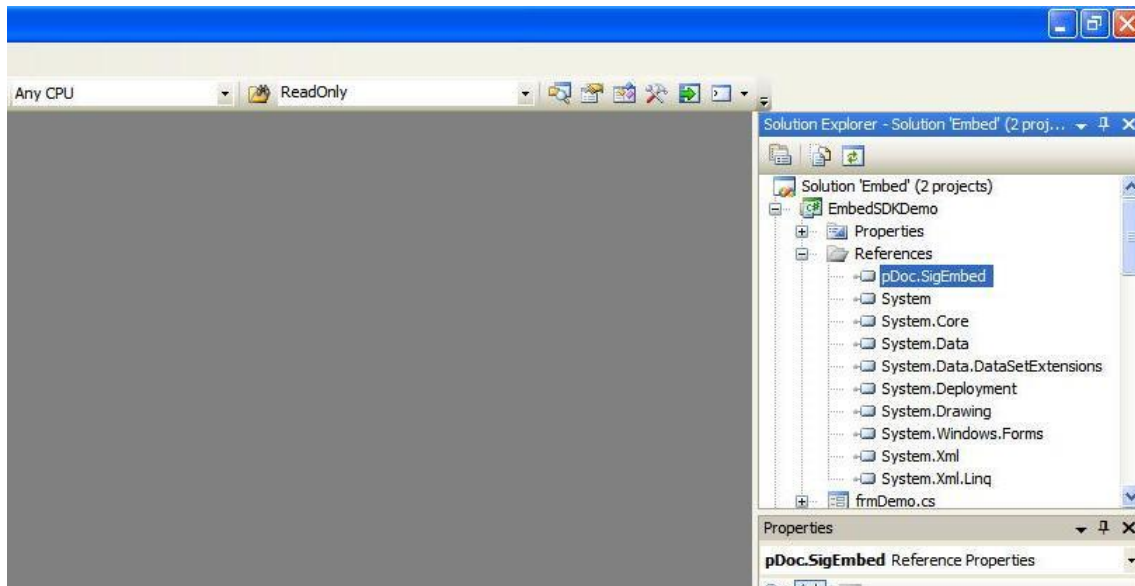 Any CPU
ReadOnly
Solution Explorer - Solution 'Embed' (2 proj...
Solution 'Embed' (2 projects)
EmbedSDKDemo
Properties
References
pDoc.SigEmbed
System
System.Core
System.Data
System.Data.DataSetExtensions
System.Deployment
System.Drawing
System.Windows.Forms
System.Xml
System.Xml.Linq
frmDemo.cs
Properties
pDoc.SigEmbed Reference Properties